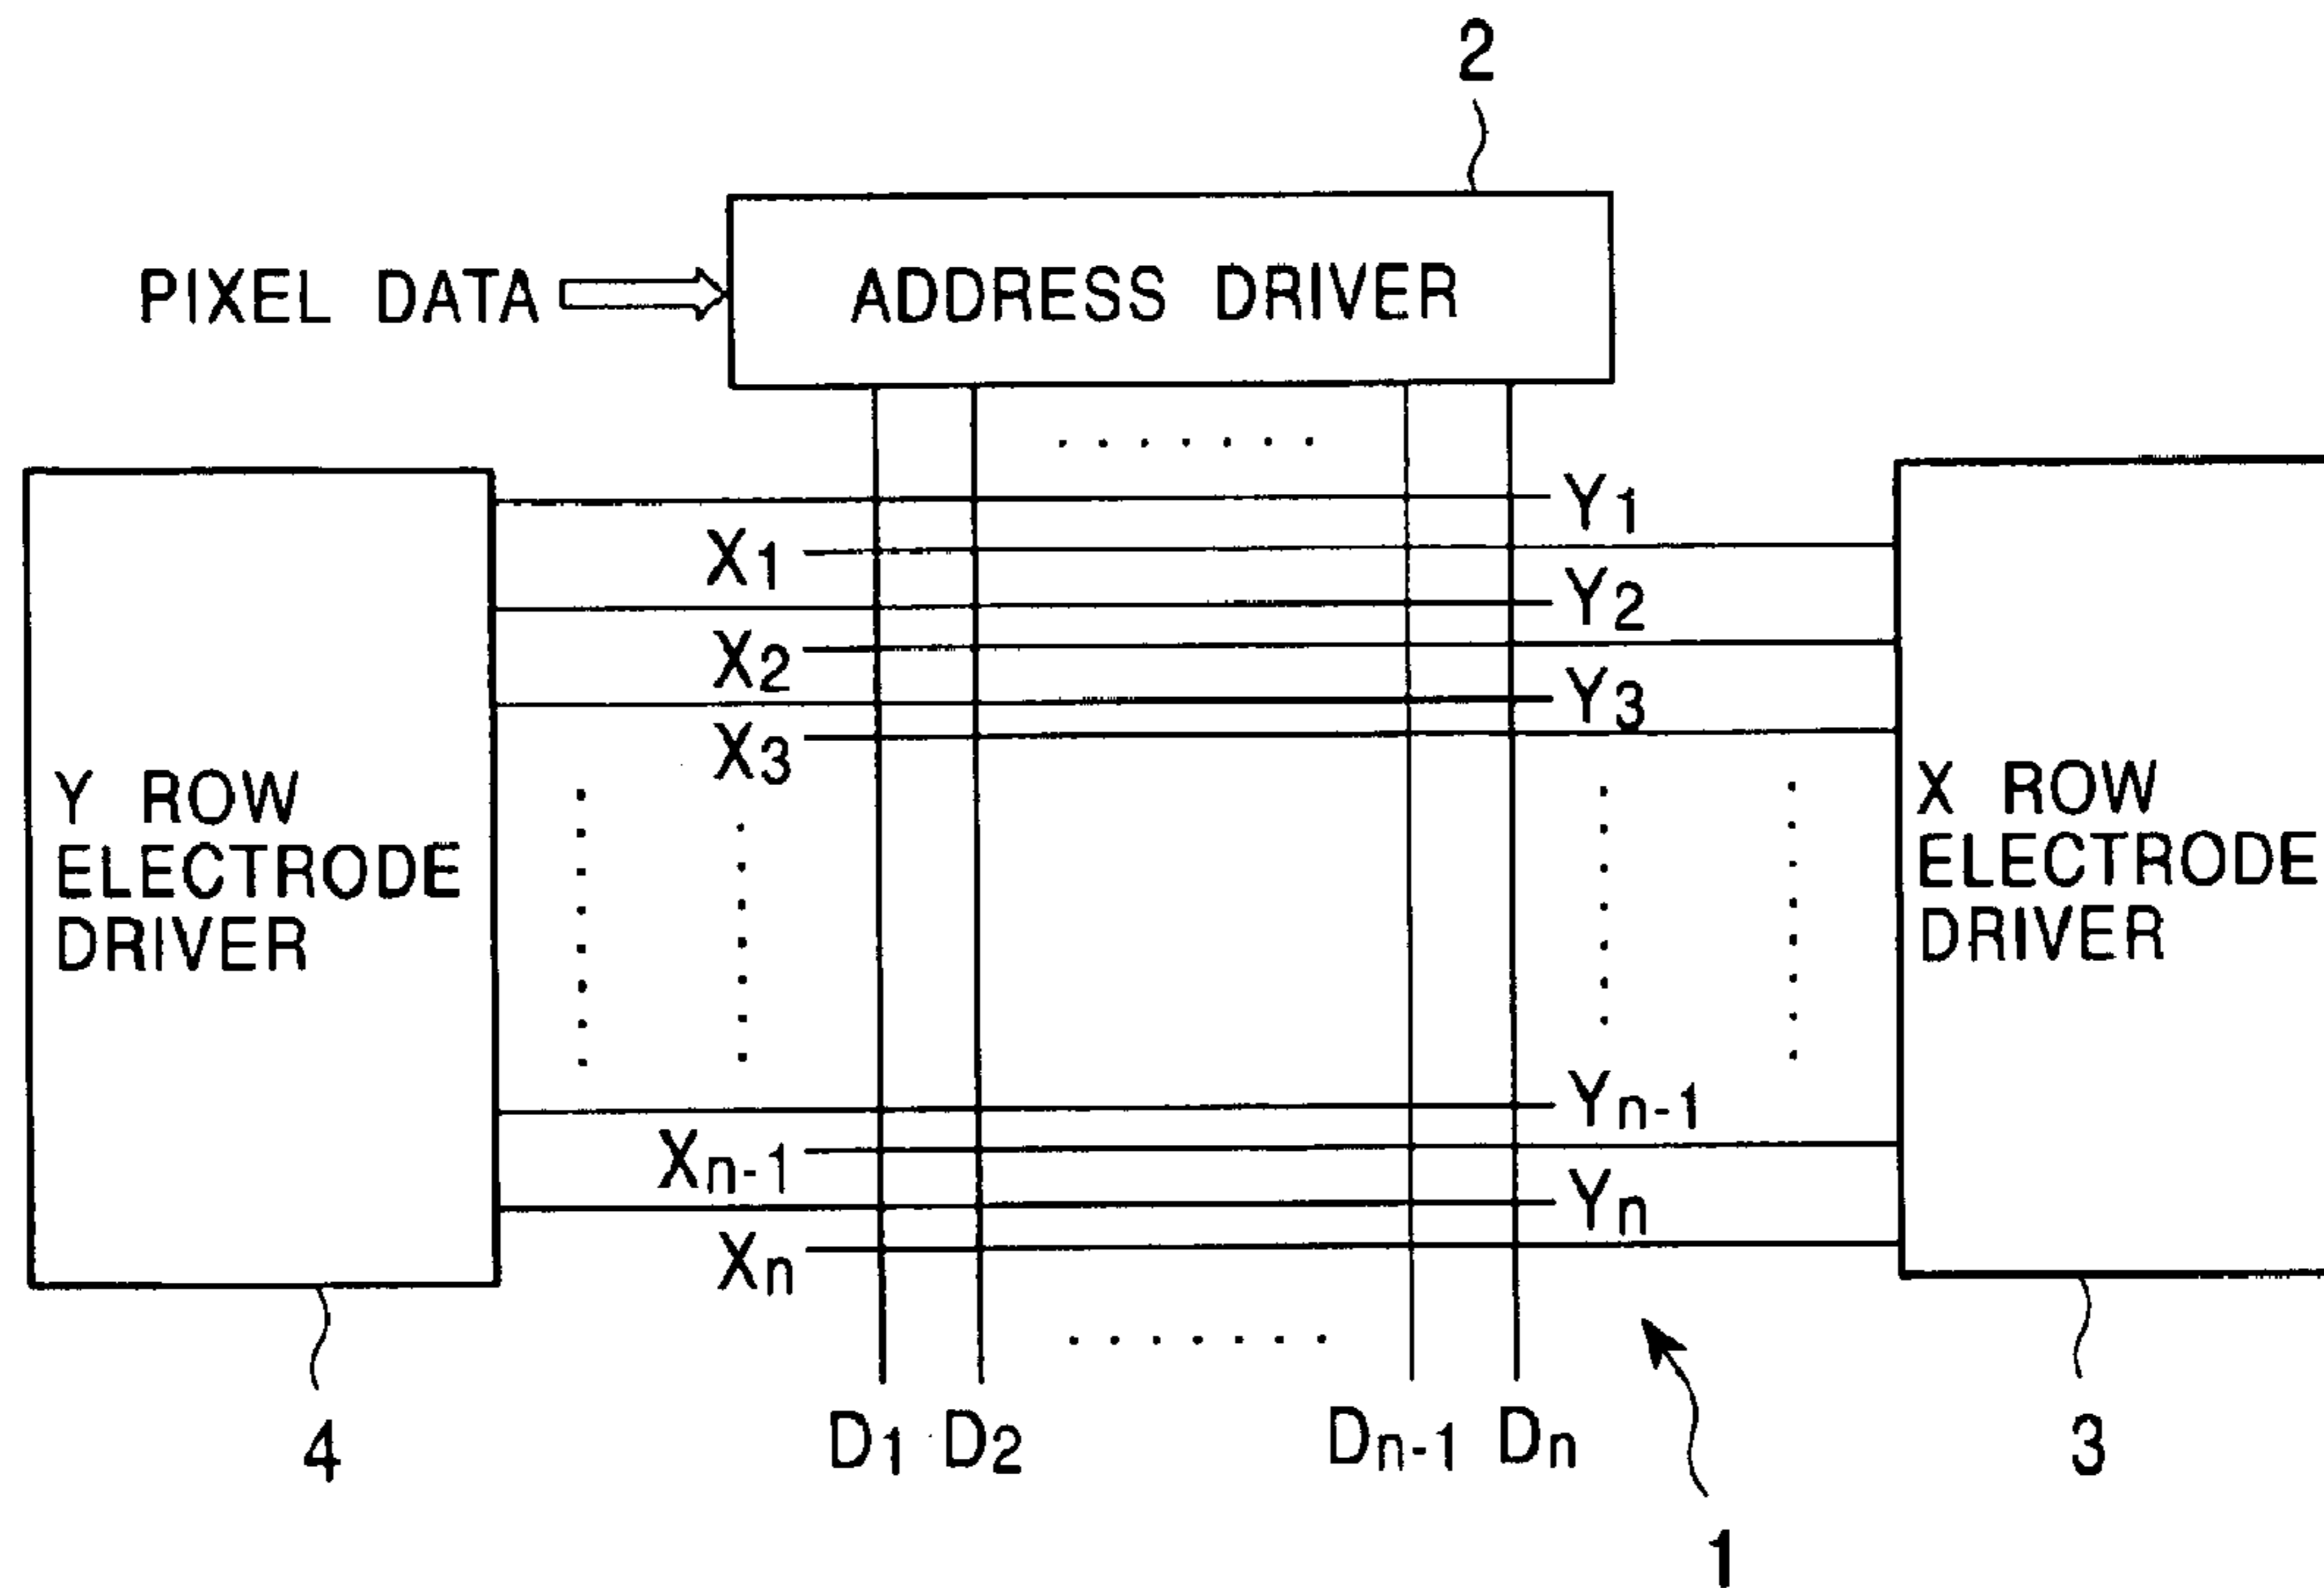 2
PIXEL DATA
ADDRESS DRIVER
Y1
X1
Y2
X2
Y3
X3
Y ROW
ELECTRODE
DRIVER
X ROW
ELECTRODE
DRIVER
Yn-1
Xn-1
Yn
Xn
4
D1
D2
Dn-1
Dn
3
1